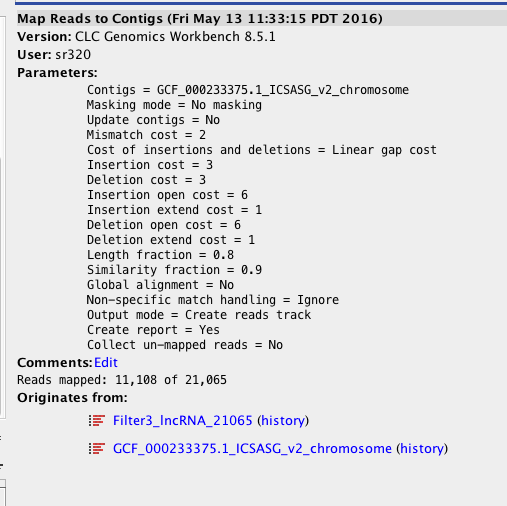 Map Reads to Contigs (Fri May 13 11:33:15 PDT 2016)
Version: CLC Genomics Workbench 8.5.1
User: sr320
Parameters:
Contigs = GCF_000233375.1_ICSASG_v2_chromosome
Masking mode = No masking
Update contigs = No
Mismatch cost = 2
Cost of insertions and deletions = Linear gap cost
Insertion cost = 3
Deletion cost = 3
Insertion open cost = 6
Insertion extend cost = 1
Deletion open cost = 6
Deletion extend cost = 1
Length fraction = 0.8
Similarity fraction = 0.9
Global alignment = No
Non-specific match handling = Ignore
Output mode = Create reads track
Create report = Yes
Collect un-mapped reads = No
Comments:Edit
Reads mapped: 11,108 of 21,065
Originates from:
Filter3_lncRNA_21065 (history)
GCF_000233375.1_ICSASG_v2_chromosome (history)